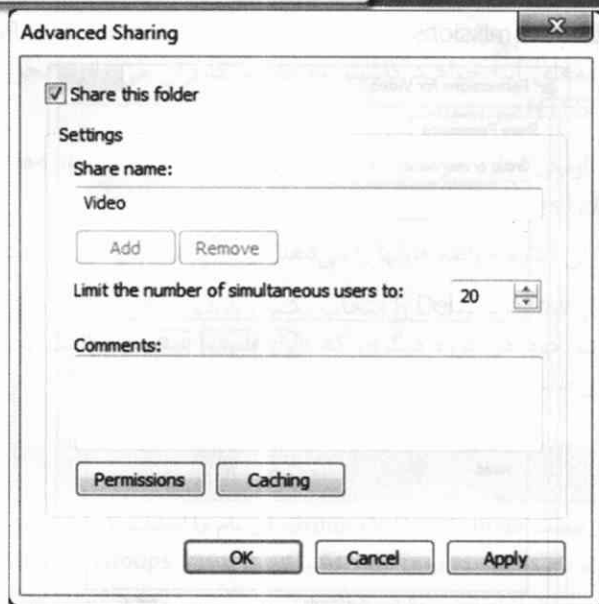 Advanced Sharing
Share this folder
Settings
Share name:
Video
Add Remove
Limit the number of simultaneous users to: 20
Comments:
Permissions Caching
OK Cancel Apply